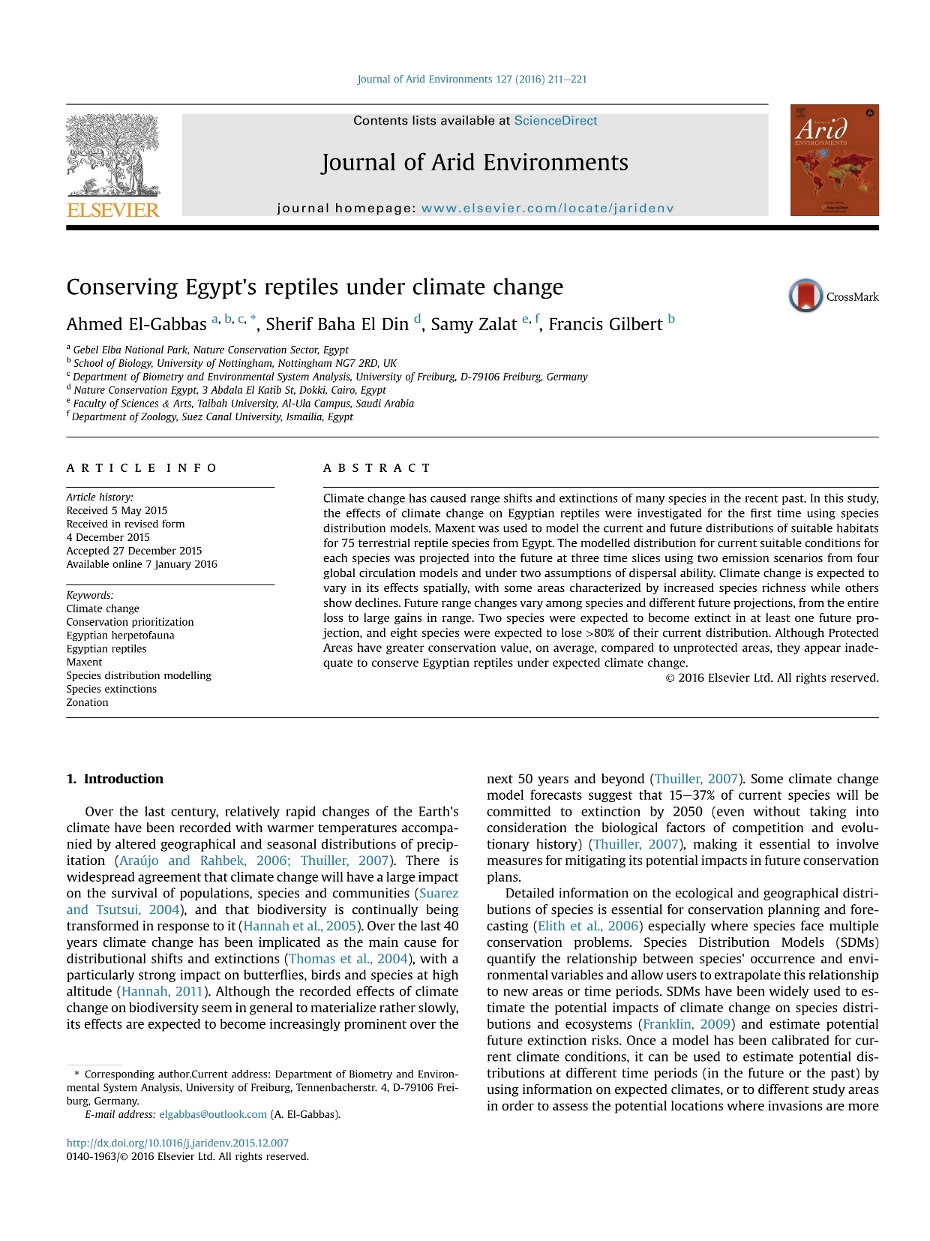 Journal of Arid Environments 127 (2016) 211–221
Contents lists available at ScienceDirect
Journal of Arid Environments
journal homepage: www.elsevier.com/locate/jaridenv
ELSEVIER
Arid
ENVIRONMENTS
Conserving Egypt's reptiles under climate change
CrossMark
Ahmed El-Gabbas a, b, c, *, Sherif Baha El Din d, Samy Zalat e, f, Francis Gilbert b
a Gebel Elba National Park, Nature Conservation Sector, Egypt
b School of Biology, University of Nottingham, Nottingham NG7 2RD, UK
c Department of Biometry and Environmental System Analysis, University of Freiburg, D-79106 Freiburg, Germany
d Nature Conservation Egypt, 3 Abdala El Katib St, Dokki, Cairo, Egypt
e Faculty of Sciences & Arts, Taibah University, Al-Ula Campus, Saudi Arabia
f Department of Zoology, Suez Canal University, Ismailia, Egypt
ARTICLE INFO
Article history:
Received 5 May 2015
Received in revised form
4 December 2015
Accepted 27 December 2015
Available online 7 January 2016
Keywords:
Climate change
Conservation prioritization
Egyptian herpetofauna
Egyptian reptiles
Maxent
Species distribution modelling
Species extinctions
Zonation
ABSTRACT
Climate change has caused range shifts and extinctions of many species in the recent past. In this study,
the effects of climate change on Egyptian reptiles were investigated for the first time using species
distribution models. Maxent was used to model the current and future distributions of suitable habitats
for 75 terrestrial reptile species from Egypt. The modelled distribution for current suitable conditions for
each species was projected into the future at three time slices using two emission scenarios from four
global circulation models and under two assumptions of dispersal ability. Climate change is expected to
vary in its effects spatially, with some areas characterized by increased species richness while others
show declines. Future range changes vary among species and different future projections, from the entire
loss to large gains in range. Two species were expected to become extinct in at least one future pro-
jection, and eight species were expected to lose >80% of their current distribution. Although Protected
Areas have greater conservation value, on average, compared to unprotected areas, they appear inade-
quate to conserve Egyptian reptiles under expected climate change.
© 2016 Elsevier Ltd. All rights reserved.
1. Introduction
Over the last century, relatively rapid changes of the Earth's
climate have been recorded with warmer temperatures accompa-
nied by altered geographical and seasonal distributions of precip-
itation (Araújo and Rahbek, 2006; Thuiller, 2007). There is
widespread agreement that climate change will have a large impact
on the survival of populations, species and communities (Suarez
and Tsutsui, 2004), and that biodiversity is continually being
transformed in response to it (Hannah et al., 2005). Over the last 40
years climate change has been implicated as the main cause for
distributional shifts and extinctions (Thomas et al., 2004), with a
particularly strong impact on butterflies, birds and species at high
altitude (Hannah, 2011). Although the recorded effects of climate
change on biodiversity seem in general to materialize rather slowly,
its effects are expected to become increasingly prominent over the
* Corresponding author.Current address: Department of Biometry and Environ-
mental System Analysis, University of Freiburg, Tennenbacherstr. 4, D-79106 Frei-
burg, Germany.
E-mail address: elgabbas@outlook.com (A. El-Gabbas).
next 50 years and beyond (Thuiller, 2007). Some climate change
model forecasts suggest that 15–37% of current species will be
committed to extinction by 2050 (even without taking into
consideration the biological factors of competition and evolu-
tionary history) (Thuiller, 2007), making it essential to involve
measures for mitigating its potential impacts in future conservation
plans.
Detailed information on the ecological and geographical distri-
butions of species is essential for conservation planning and fore-
casting (Elith et al., 2006) especially where species face multiple
conservation problems. Species Distribution Models (SDMs)
quantify the relationship between species' occurrence and envi-
ronmental variables and allow users to extrapolate this relationship
to new areas or time periods. SDMs have been widely used to es-
timate the potential impacts of climate change on species distri-
butions and ecosystems (Franklin, 2009) and estimate potential
future extinction risks. Once a model has been calibrated for cur-
rent climate conditions, it can be used to estimate potential dis-
tributions at different time periods (in the future or the past) by
using information on expected climates, or to different study areas
in order to assess the potential locations where invasions are more
http://dx.doi.org/10.1016/j.jaridenv.2015.12.007
0140-1963/© 2016 Elsevier Ltd. All rights reserved.